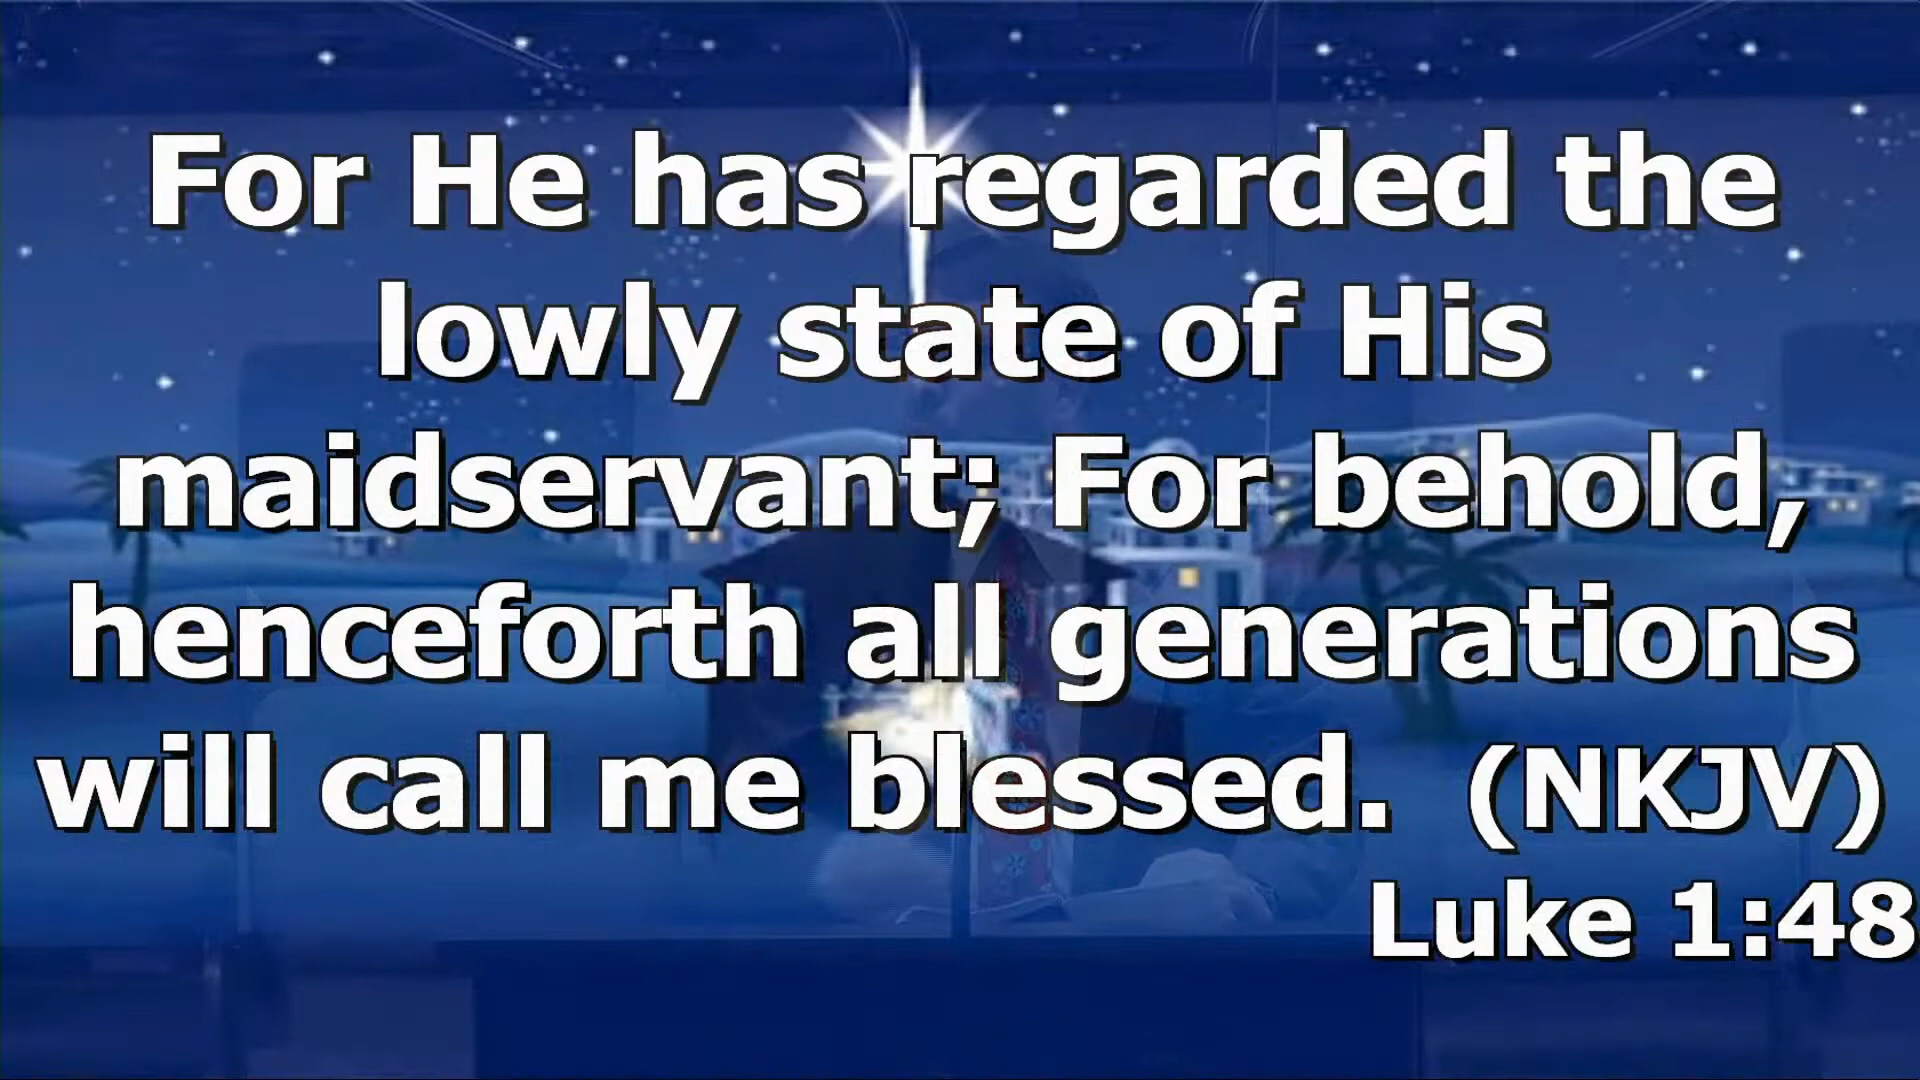 For He has regarded the
lowly state of His
maidservant; For behold,
henceforth all generations
will call me blessed. (NKJV)
Luke 1:48